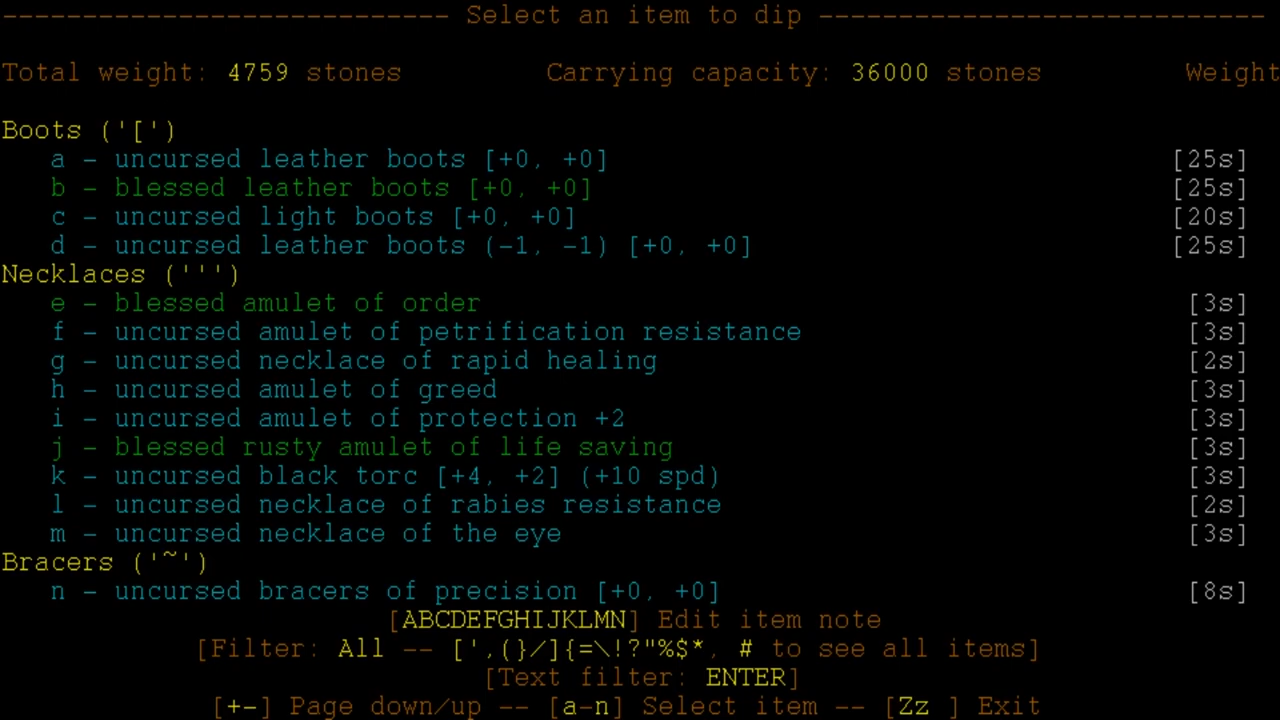 ---------------------------- Select an item to dip ----------------------------
Total weight: 4759 stones Carrying capacity: 36000 stones Weight
Boots ('[')
a - uncursed leather boots [+0, +0] [25s]
b - blessed leather boots [+0, +0] [25s]
c - uncursed light boots [+0, +0] [20s]
d - uncursed leather boots (-1, -1) [+0, +0] [25s]
Necklaces (''')
e - blessed amulet of order [3s]
f - uncursed amulet of petrification resistance [3s]
g - uncursed necklace of rapid healing [2s]
h - uncursed amulet of greed [3s]
i - uncursed amulet of protection +2 [3s]
j - blessed rusty amulet of life saving [3s]
k - uncursed black torc [+4, +2] (+10 spd) [3s]
l - uncursed necklace of rabies resistance [2s]
m - uncursed necklace of the eye [3s]
Bracers ('~')
n - uncursed bracers of precision [+0, +0] [8s]
[ABCDEFGHIJKLMN] Edit item note
[Filter: All -- [',(}/]{=\!?"%$*, # to see all items]
[Text filter: ENTER]
[+-] Page down/up -- [a-n] Select item -- [Zz ] Exit